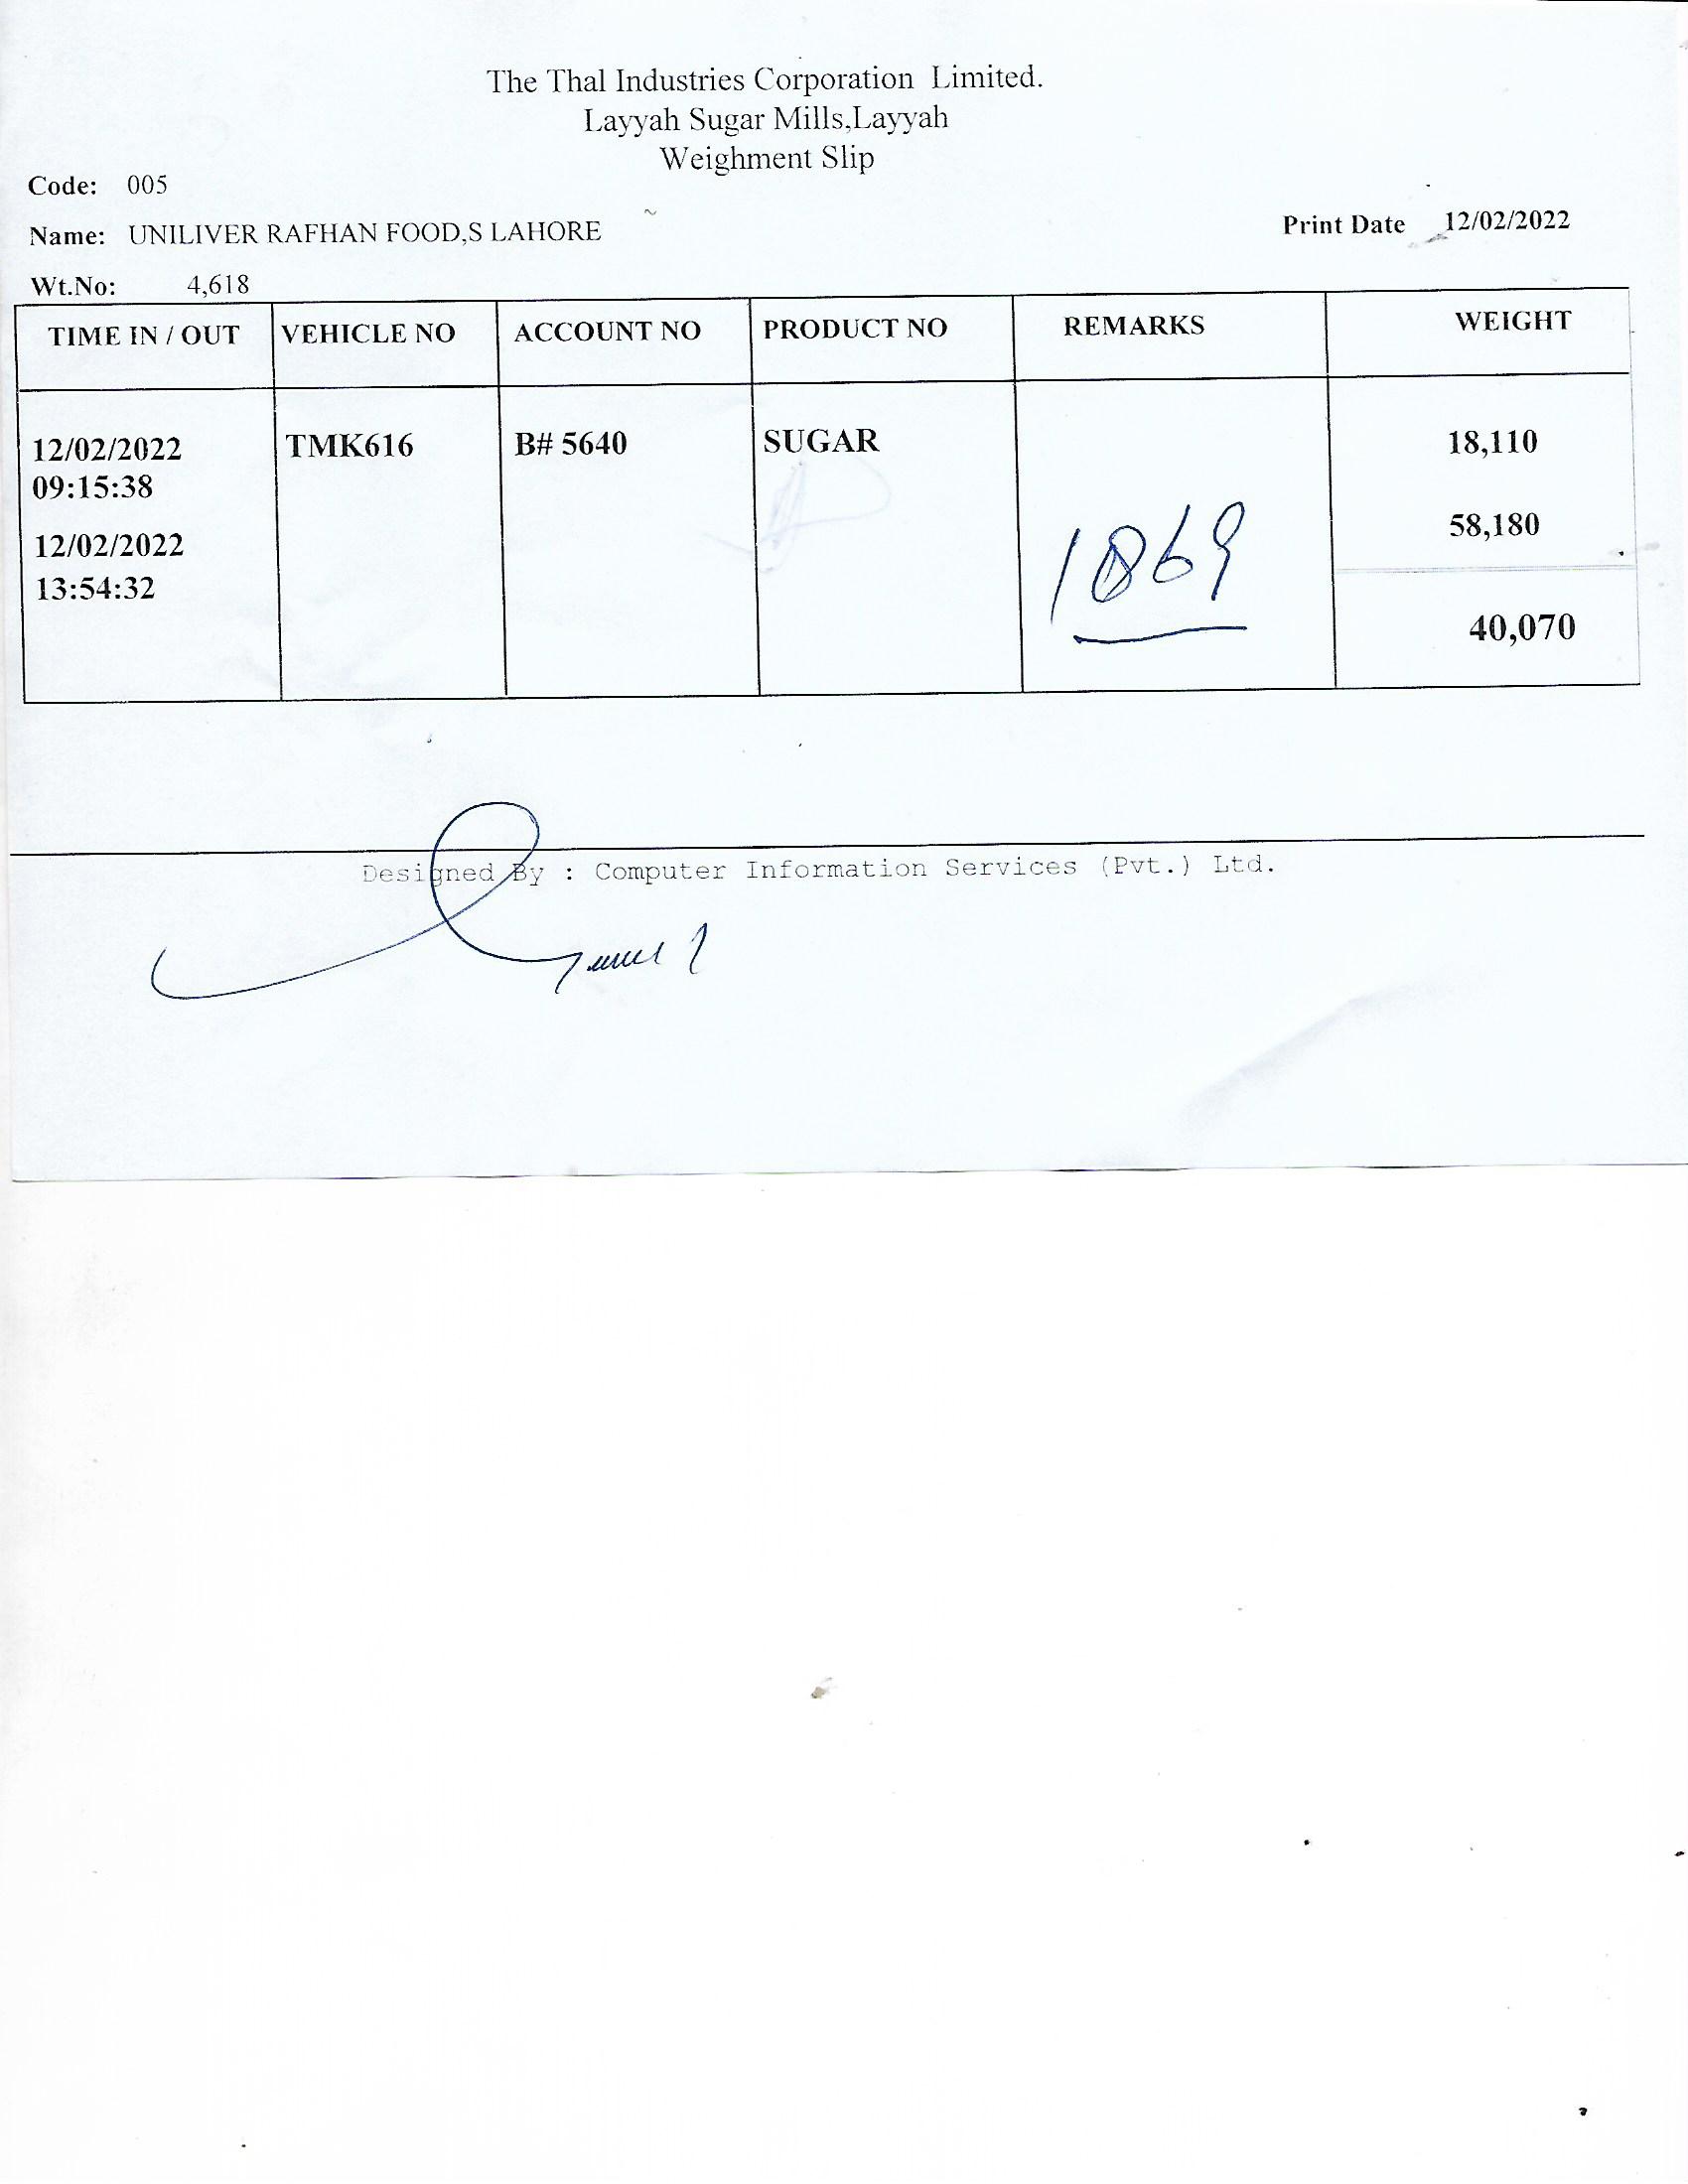 The Thal Industries Corporation Limited.
Layyah Sugar Mills,Layyah
Weighment Slip
Code: 005
Name: UNILIVER RAFHAN FOOD,S LAHORE
Print Date 12/02/2022
Wt.No: 4,618
TIME IN / OUT VEHICLE NO ACCOUNT NO PRODUCT NO REMARKS WEIGHT
12/02/2022 TMK616 B# 5640 SUGAR 18,110
09:15:38
58,180
12/02/2022
1869
13:54:32
40,070
Designed By : Computer Information Services (Pvt.) Ltd.